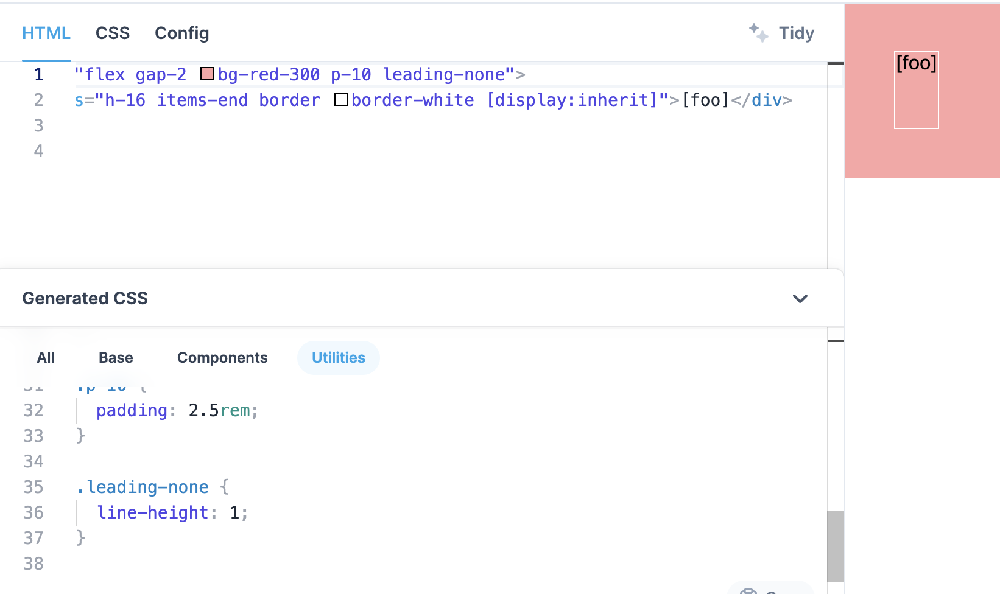 HTML CSS Config Tidy
1 "flex gap-2 bg-red-300 p-10 leading-none">
2 s="h-16 items-end border border-white [display:inherit]">[foo]</div>
3
4
[foo]
Generated CSS
All Base Components Utilities
31 .p-10 {
32 padding: 2.5rem;
33 }
34
35 .leading-none {
36 line-height: 1;
37 }
38